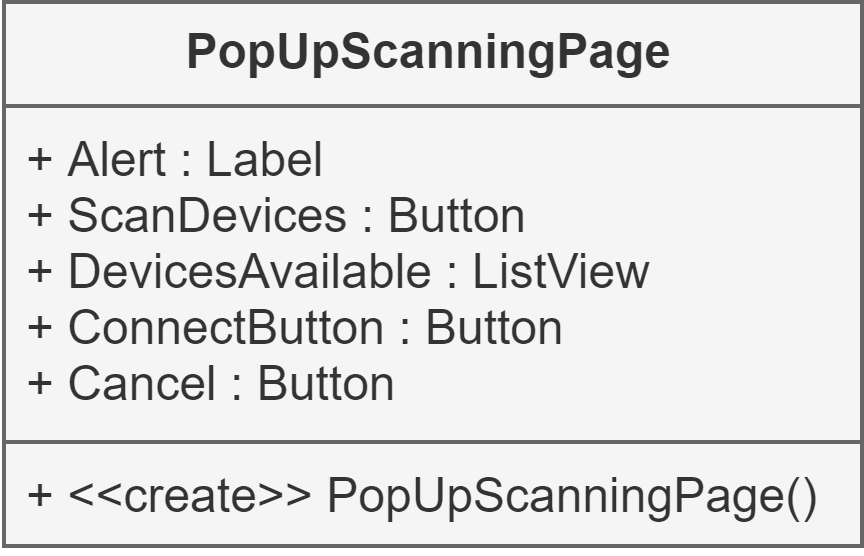 PopUpScanningPage
+ Alert : Label
+ ScanDevices : Button
+ DevicesAvailable : ListView
+ ConnectButton : Button
+ Cancel : Button
+ <<create>> PopUpScanningPage()